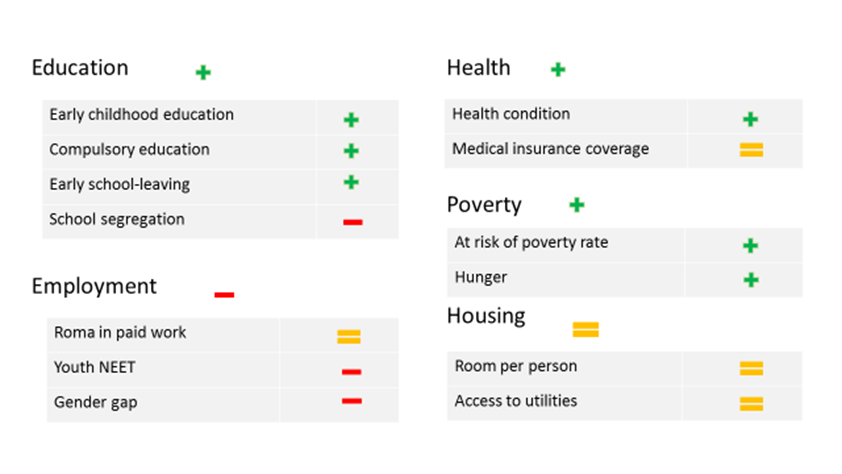 Education +
Early childhood education +
Compulsory education +
Early school-leaving +
School segregation -
Employment -
Roma in paid work =
Youth NEET -
Gender gap -
Health +
Health condition +
Medical insurance coverage =
Poverty +
At risk of poverty rate +
Hunger +
Housing =
Room per person =
Access to utilities =